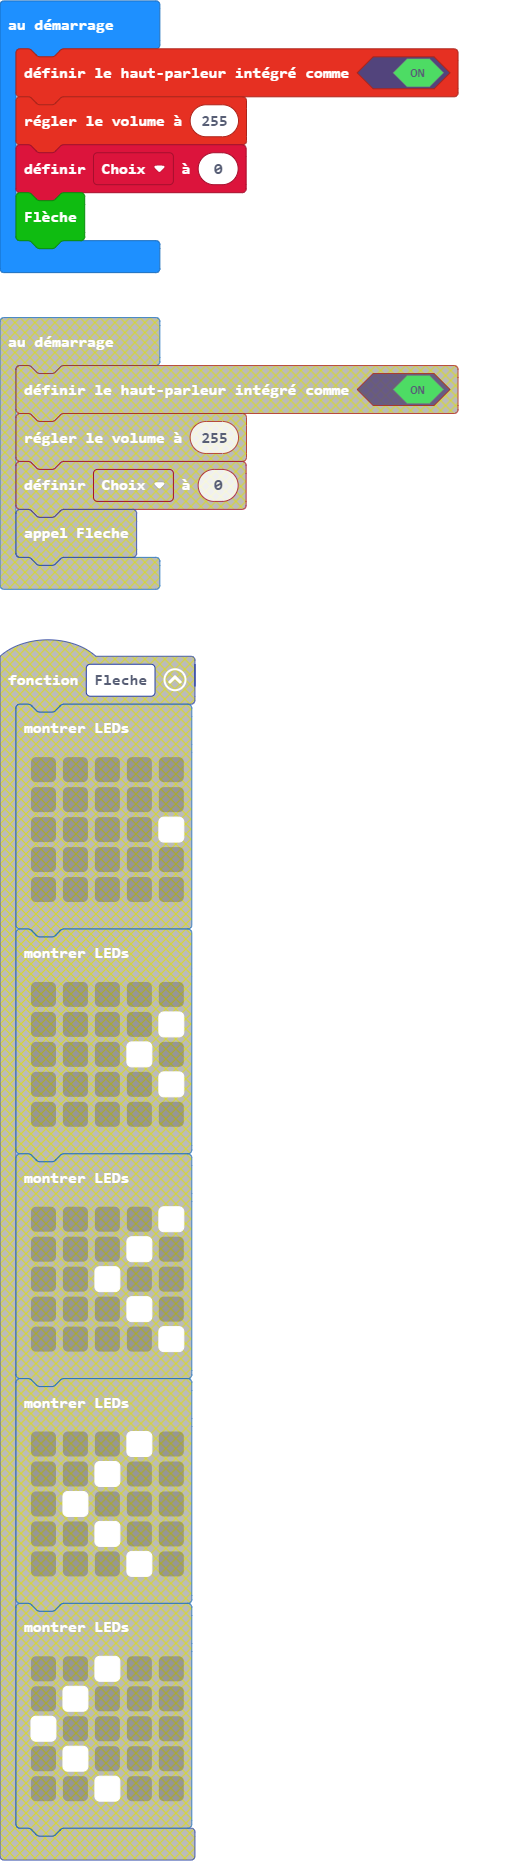 au démarrage
définir le haut-parleur intégré comme ON
régler le volume à 255
définir Choix à 0
Flèche
au démarrage
définir le haut-parleur intégré comme ON
régler le volume à 255
définir Choix à 0
appel Fleche
fonction Fleche
montrer LEDs
montrer LEDs
montrer LEDs
montrer LEDs
montrer LEDs